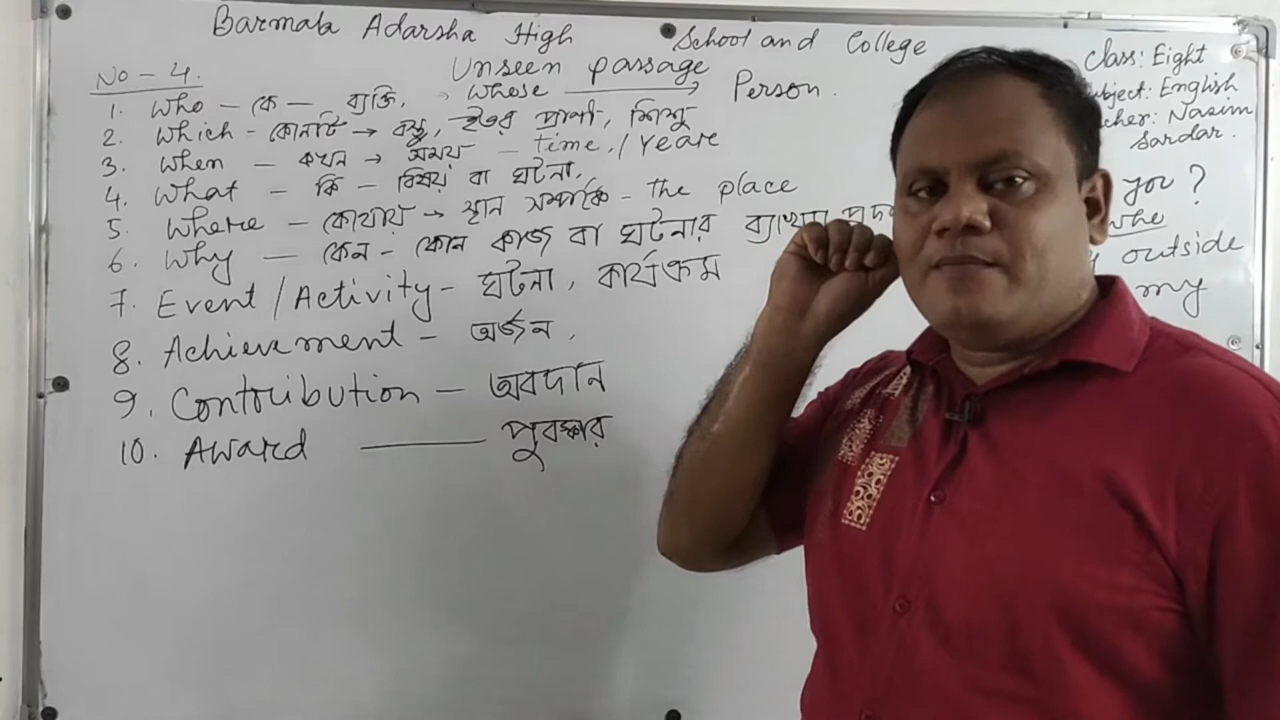 Barmala Adarsha High School and College
Unseen passage
No - 4.
1. Who - কে - ব্যক্তি, whose → Person.
2. Which - কোনটি → বস্তু, ইতর প্রাণী, শিশু
3. When - কখন → সময় - time / Yeare
4. What - কি - বিষয় বা ঘটনা,
5. Where - কোথায় → স্থান সম্পর্কে - the place
6. Why - কেন - কোন কাজ বা ঘটনার ব্যাখ্যা
7. Event / Activity - ঘটনা, কার্যক্রম
8. Achievement - অর্জন,
9. Contribution - অবদান
10. Award — পুরস্কার
Class: Eight
English
Nasim
Sardar.
you ?
outside
my